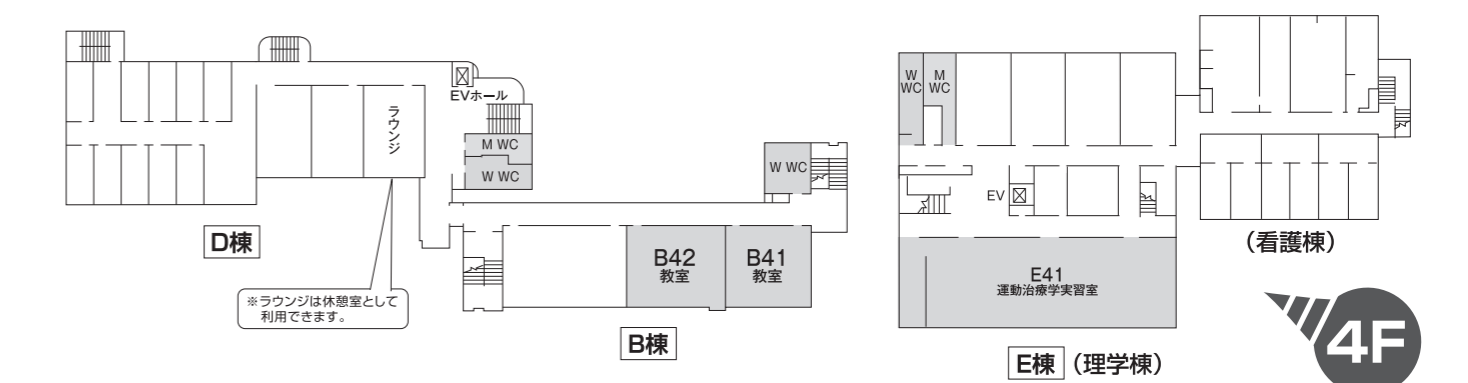 EVホール
ラウンジ
M WC
W WC
D棟
※ラウンジは休憩室として
利用できます。
W WC
B42
教室
B41
教室
B棟
W
WC
M
WC
EV
E41
運動治療学実習室
E棟 (理学棟)
(看護棟)
4F